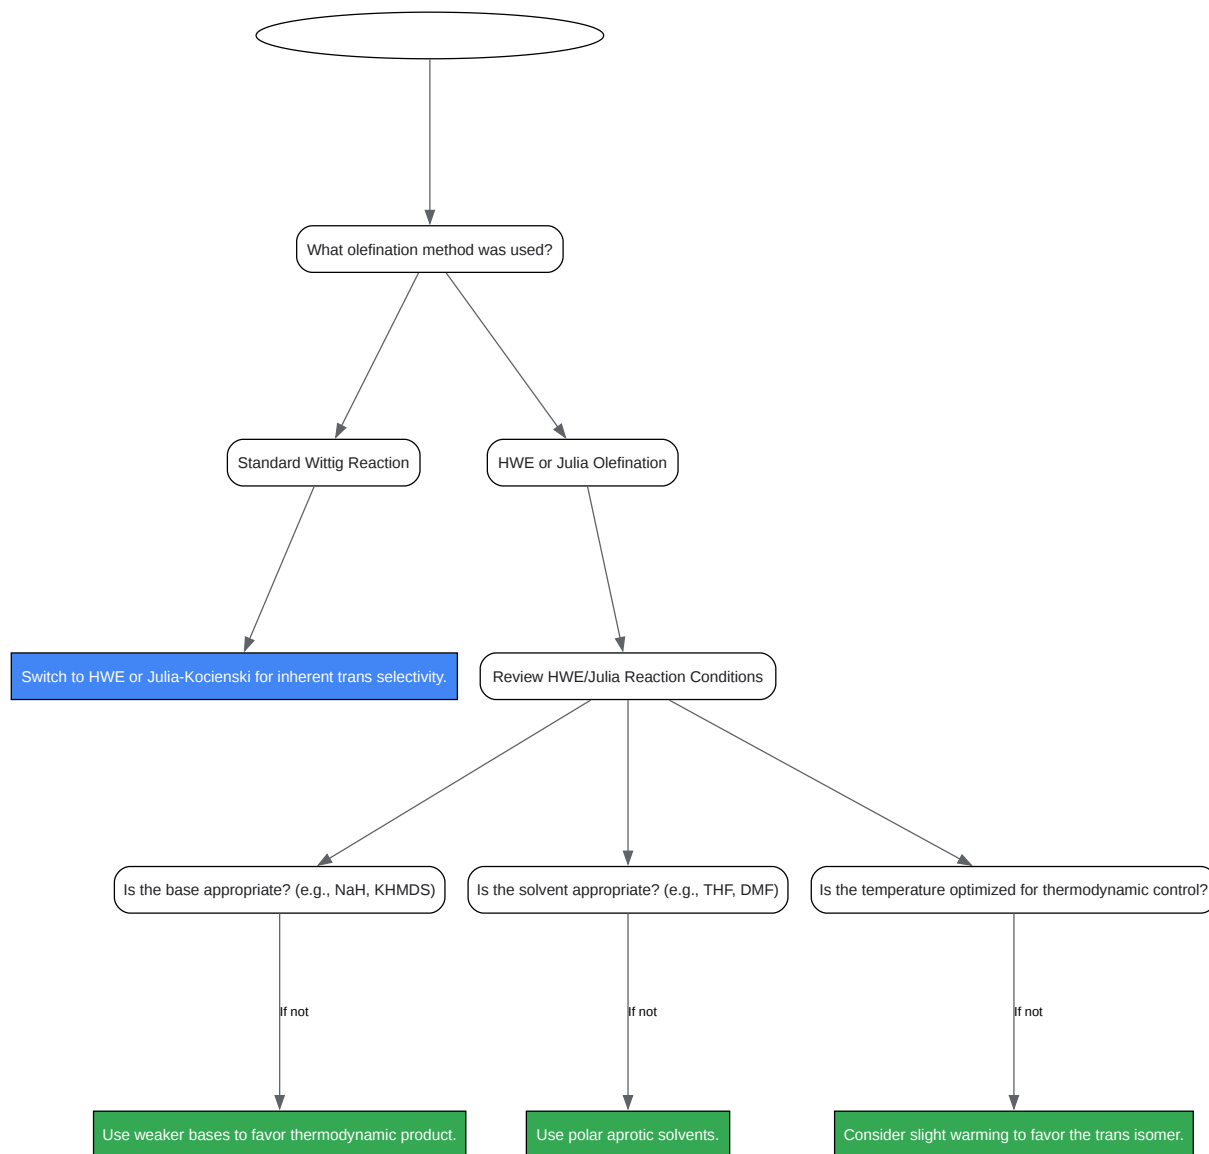 What olefination method was used?
Standard Wittig Reaction
HWE or Julia Olefination
Switch to HWE or Julia-Kocienski for inherent trans selectivity.
Review HWE/Julia Reaction Conditions
Is the base appropriate? (e.g., NaH, KHMDS)
Is the solvent appropriate? (e.g., THF, DMF)
Is the temperature optimized for thermodynamic control?
If not
If not
If not
Use weaker bases to favor thermodynamic product.
Use polar aprotic solvents.
Consider slight warming to favor the trans isomer.